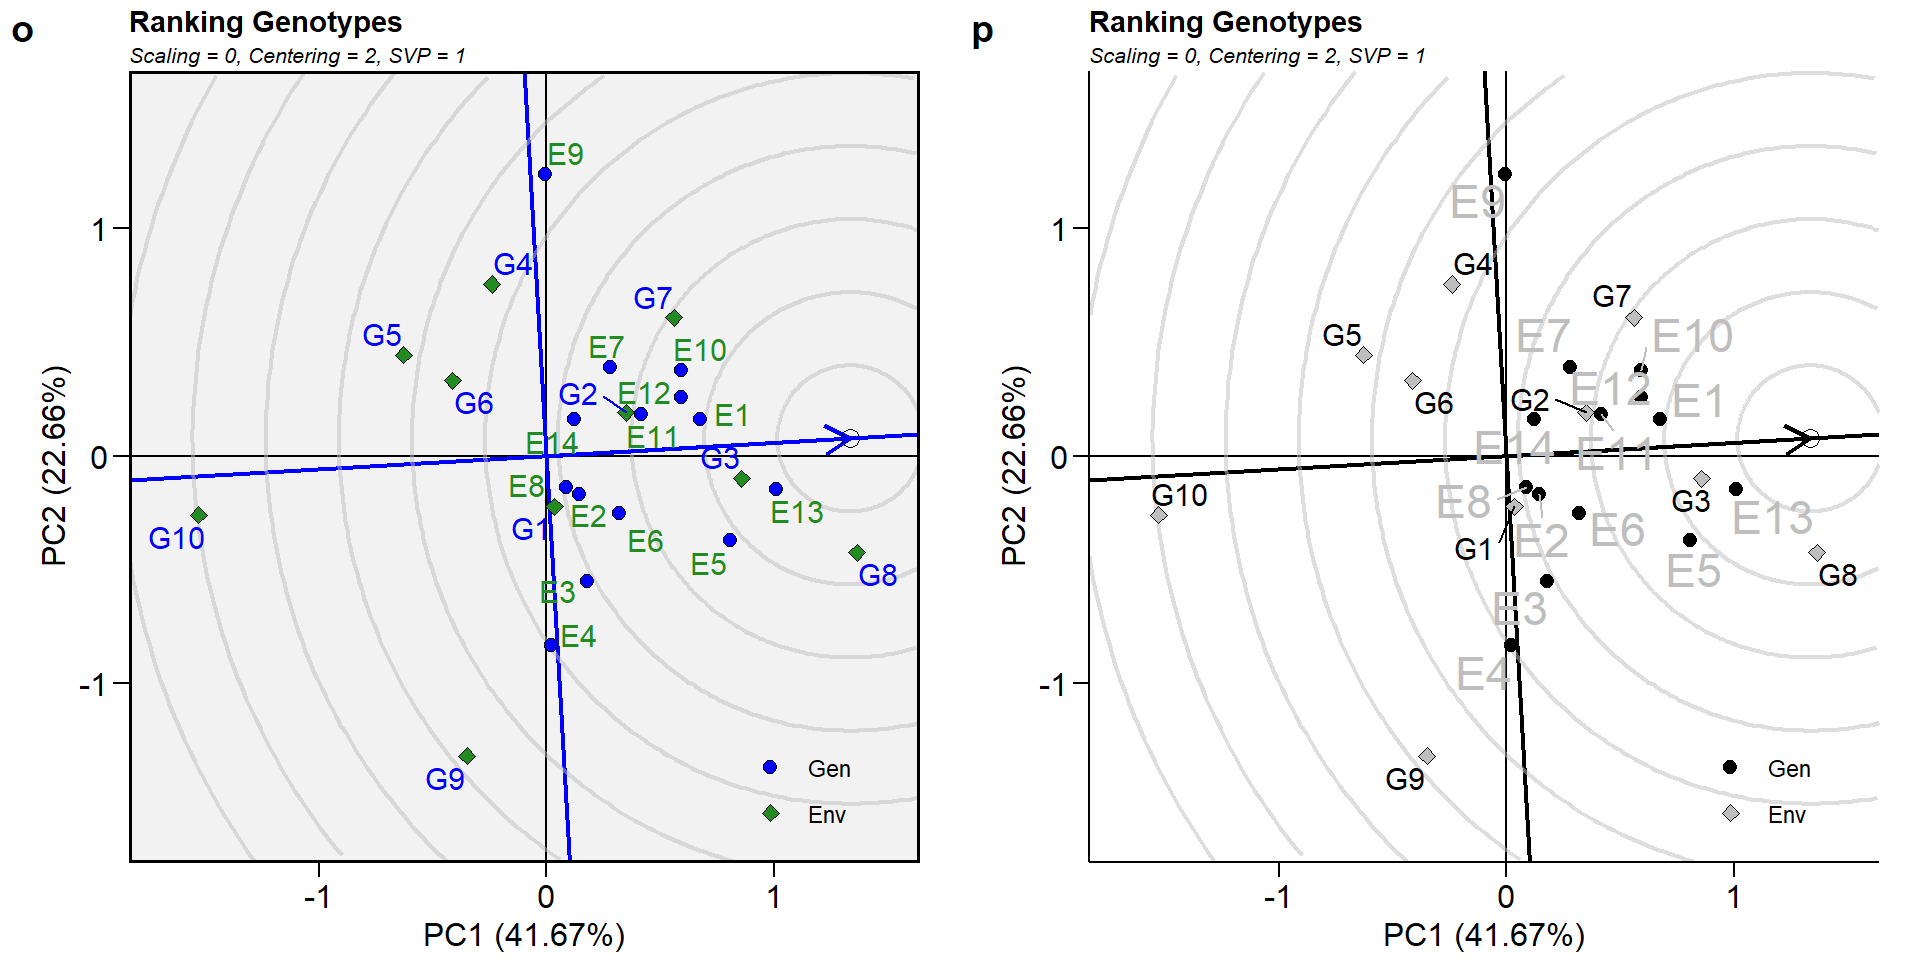 o
Ranking Genotypes
Scaling = 0, Centering = 2, SVP = 1
E9
G4
G7
G5
E7
E10
G2
E12
G6
E1
E11
E14
G3
E8
E2
E13
G1
G10
E6
E5
G8
E3
E4
G9
Gen
Env
1
0
-1
PC2 (22.66%)
-1
0
1
PC1 (41.67%)
p
Ranking Genotypes
Scaling = 0, Centering = 2, SVP = 1
E9
G4
G7
G5
E7
E10
E12
G2
G6
E1
E14
E11
G10
E8
G3
E13
G1
E2
E6
E5
G8
E3
E4
G9
Gen
Env
1
0
-1
PC2 (22.66%)
-1
0
1
PC1 (41.67%)